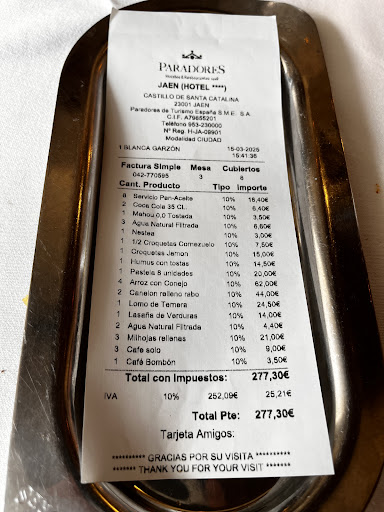 PARADORES
JAEN (HOTEL ****)
CASTILLO DE SANTA CATALINA
23001 JAEN
Paradores de Turismo España S.M.E. S.A.
C.I.F. A79855201
Teléfono 953-230000
Nº Reg. H-JA-09901
Modalidad CIUDAD
1 BLANCA GARZÓN 15-03-2025
15:41:36
Factura Simple Mesa Cubiertos
042-770595 3 8
Cant. Producto Tipo Importe
8 Servicio Pan-Aceite 10% 18,40€
2 Coca Cola 35 CL. 10% 6,40€
1 Mahou 0,0 Tostada 10% 3,50€
3 Agua Natural Filtrada 10% 6,60€
1 Nestea 10% 3,00€
1 1/2 Croquetas Cornezuelo 10% 7,50€
1 Croquetas Jamon 10% 15,00€
1 Humus con tostas 10% 14,50€
1 Pastela 8 unidades 10% 20,00€
4 Arroz con Conejo 10% 62,00€
2 Canelon relleno rabo 10% 44,00€
1 Lomo de Ternera 10% 24,50€
1 Lasaña de Verduras 10% 14,00€
2 Agua Natural Filtrada 10% 4,40€
3 Milhojas rellenas 10% 21,00€
3 Cafe solo 10% 9,00€
1 Café Bombón 10% 3,50€
Total con Impuestos: 277,30€
IVA 10% 252,09€ 25,21€
Total Pte: 277,30€
Tarjeta Amigos:
********** GRACIAS POR SU VISITA **********
******* THANK YOU FOR YOUR VISIT *******